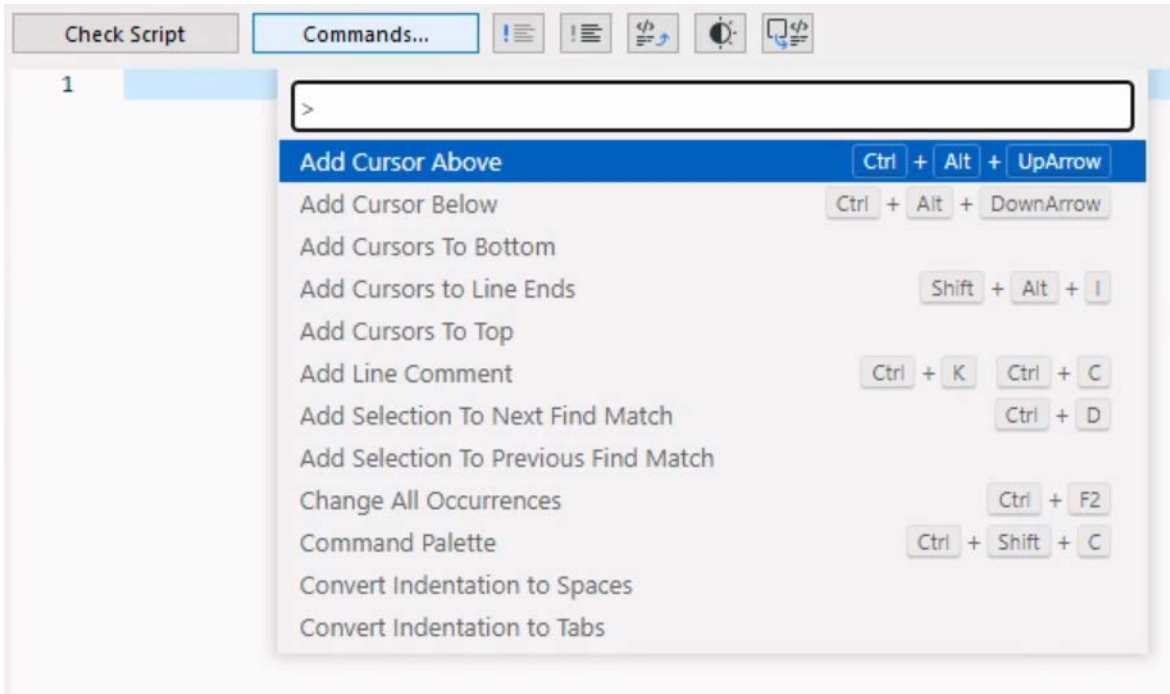 Check Script Commands...
1
>
Add Cursor Above Ctrl + Alt + UpArrow
Add Cursor Below Ctrl + Alt + DownArrow
Add Cursors To Bottom
Add Cursors to Line Ends Shift + Alt + I
Add Cursors To Top
Add Line Comment Ctrl + K Ctrl + C
Add Selection To Next Find Match Ctrl + D
Add Selection To Previous Find Match
Change All Occurrences Ctrl + F2
Command Palette Ctrl + Shift + C
Convert Indentation to Spaces
Convert Indentation to Tabs